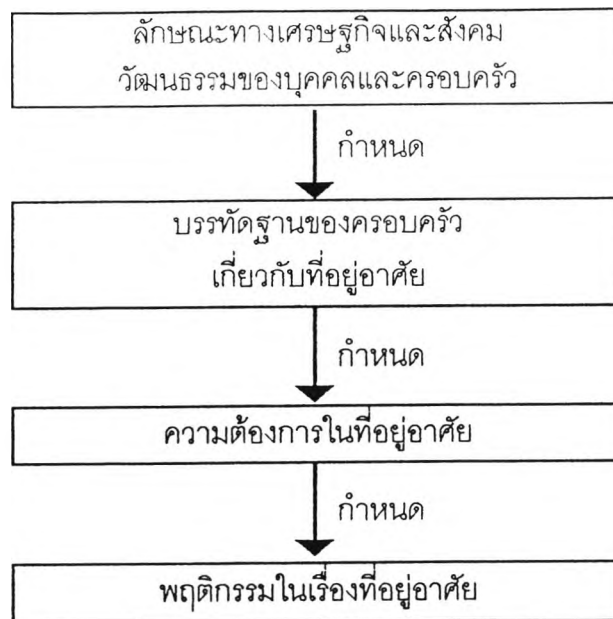 ลักษณะทางเศรษฐกิจและสังคม
วัฒนธรรมของบุคคลและครอบครัว
กำหนด
บรรทัดฐานของครอบครัว
เกี่ยวกับที่อยู่อาศัย
กำหนด
ความต้องการในที่อยู่อาศัย
กำหนด
พฤติกรรมในเรื่องที่อยู่อาศัย